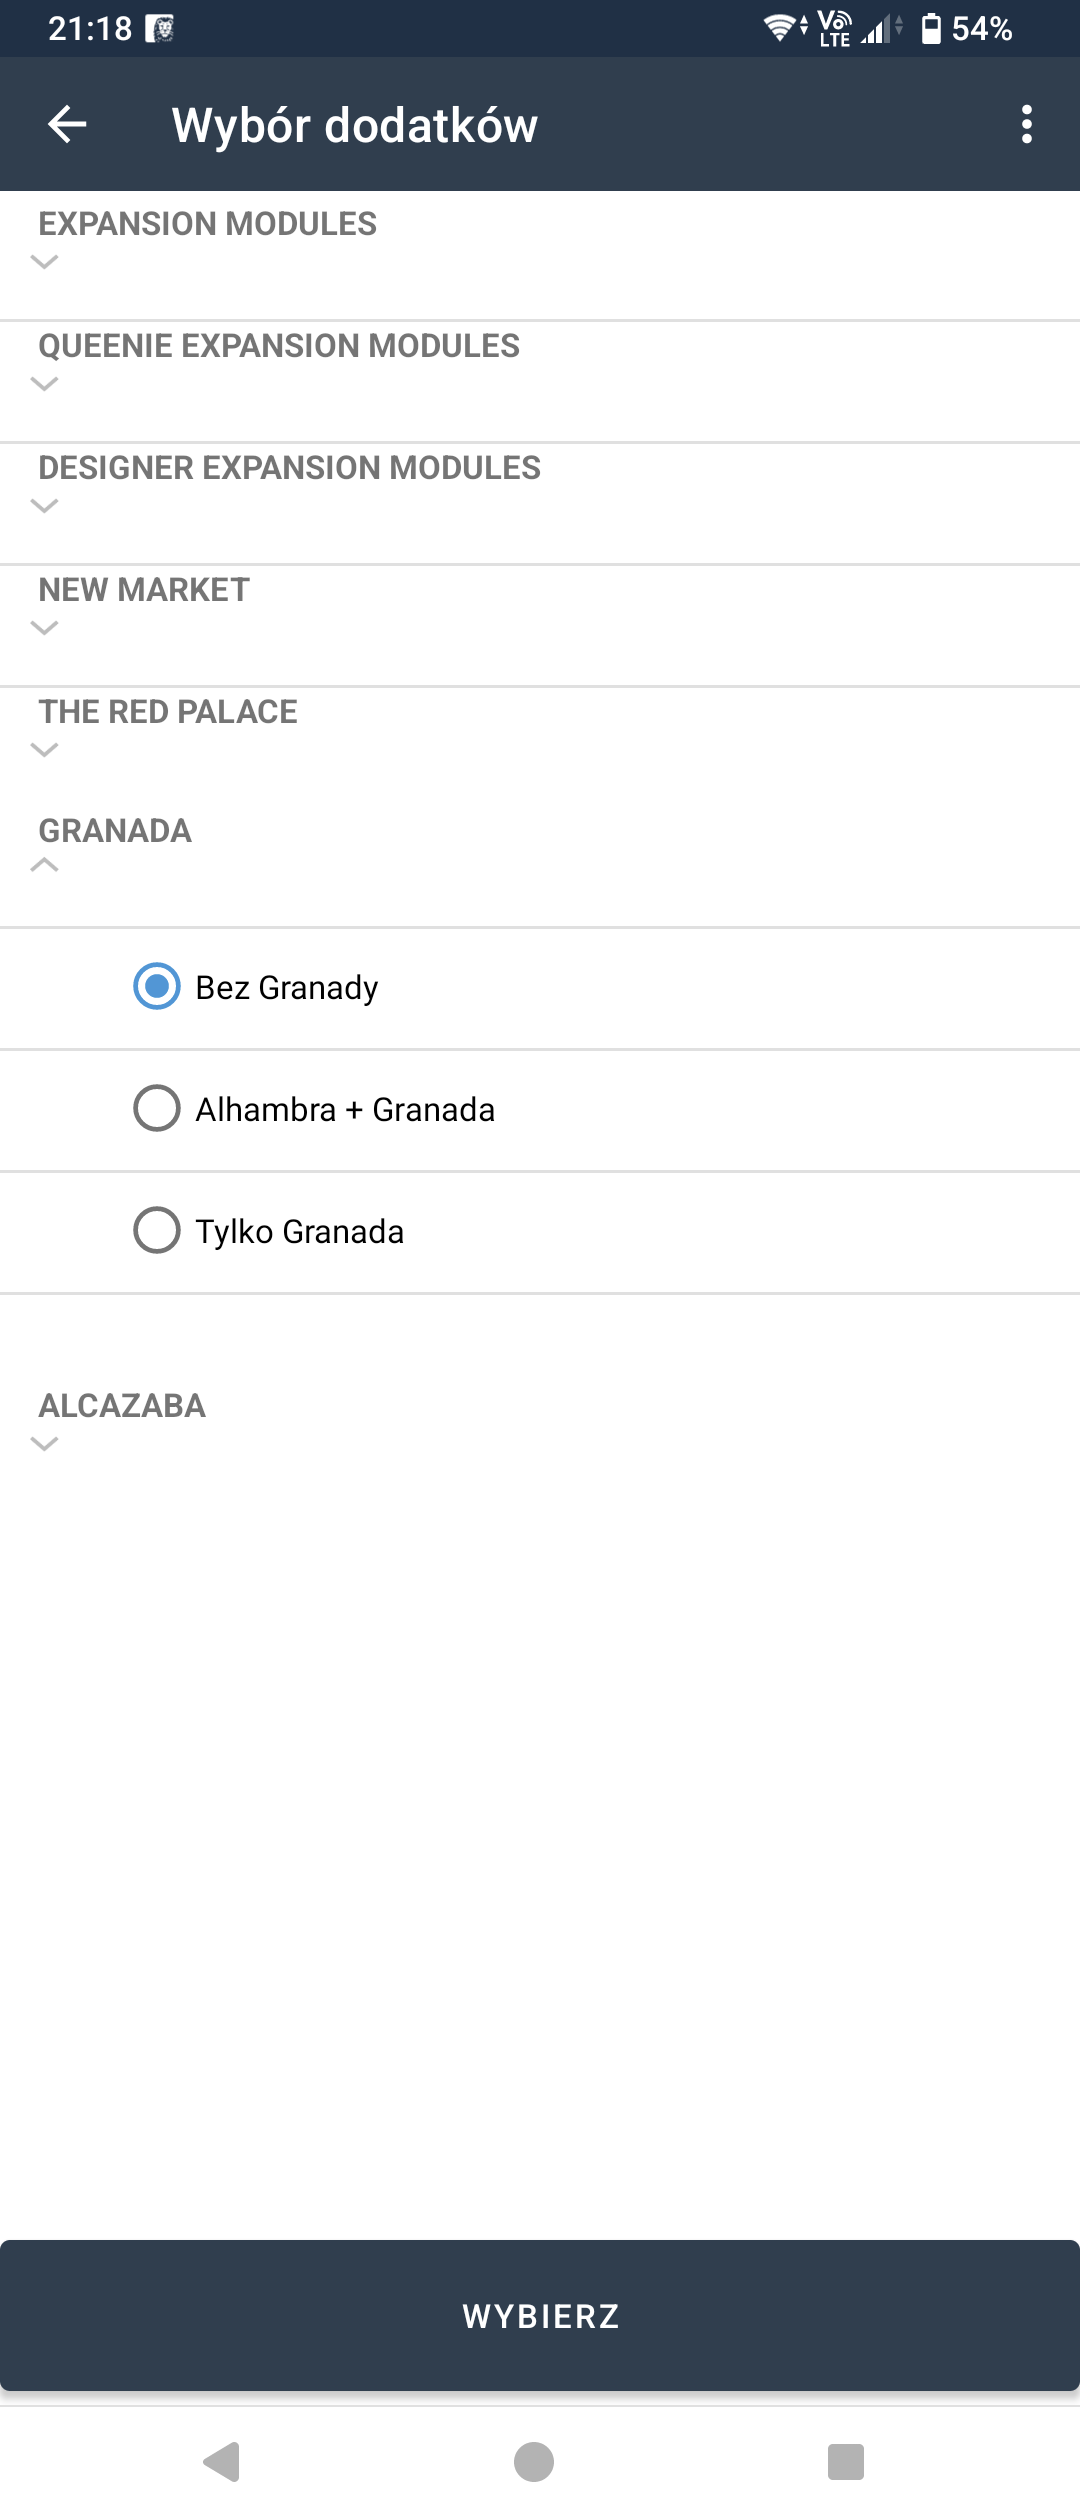 21:18
Vo LTE 54%
Wybór dodatków
EXPANSION MODULES
QUEENIE EXPANSION MODULES
DESIGNER EXPANSION MODULES
NEW MARKET
THE RED PALACE
GRANADA
Bez Granady
Alhambra + Granada
Tylko Granada
ALCAZABA
WYBIERZ